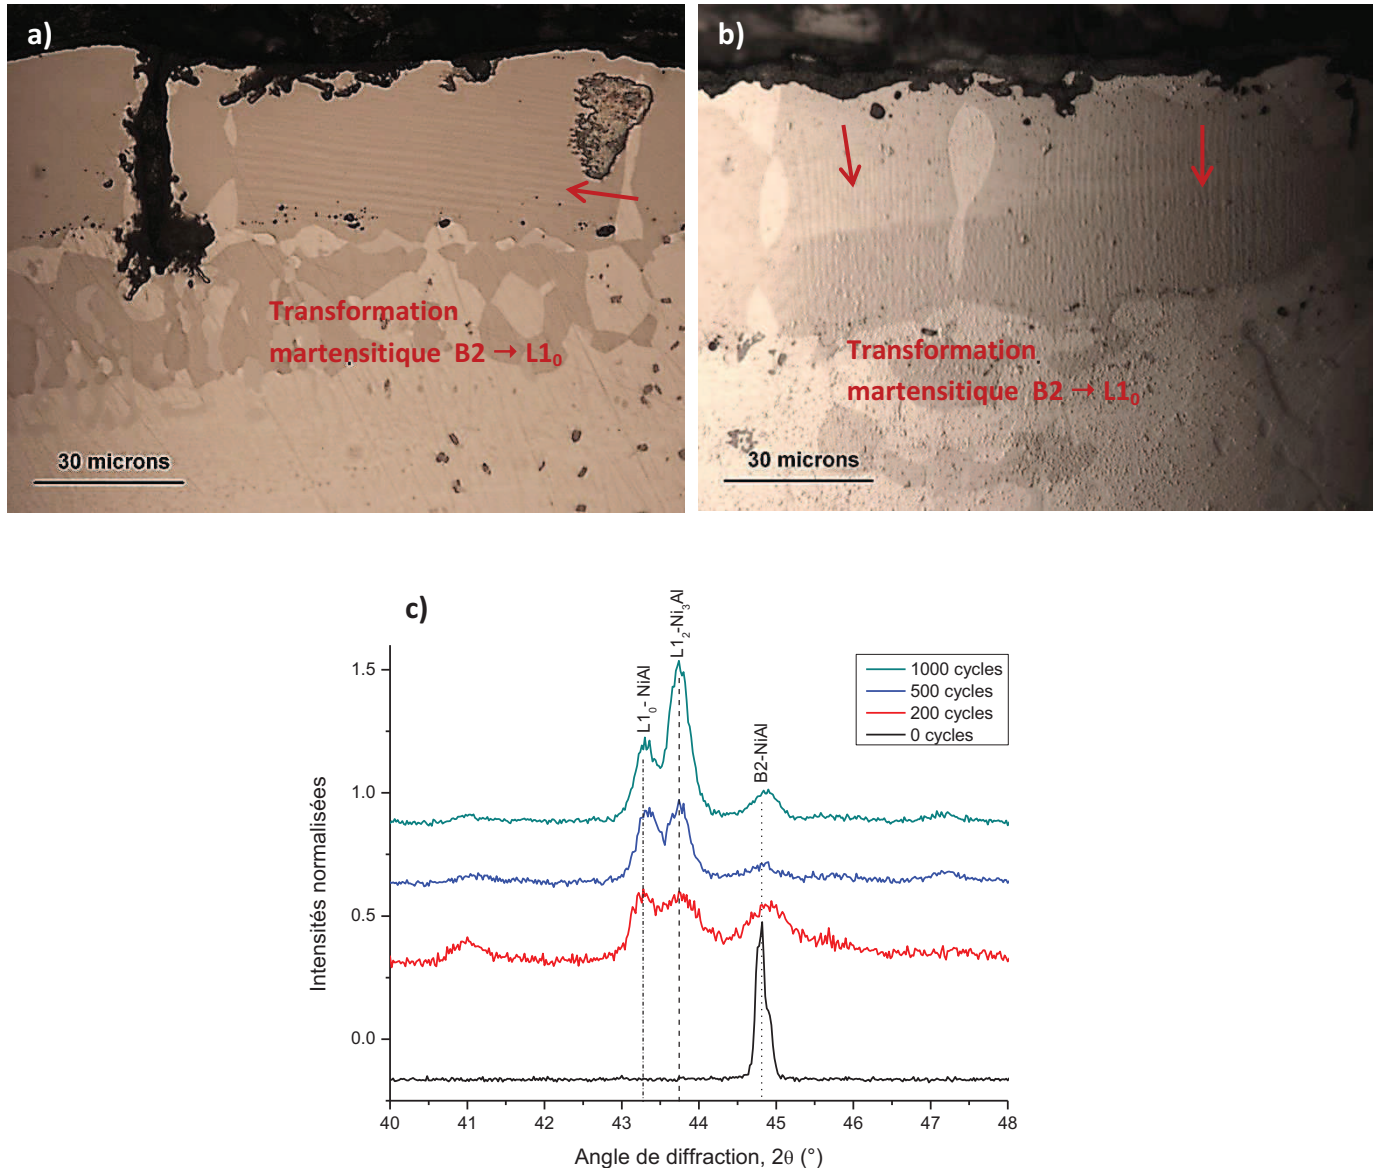 a)
Transformation
martensitique B2 → L1₀
30 microns
b)
Transformation
martensitique B2 → L1₀
30 microns
c)
L1₀- NiAl
L1₂-Ni₃Al
B2-NiAl
1000 cycles
500 cycles
200 cycles
0 cycles
Intensités normalisées
1.5
1.0
0.5
0.0
40 41 42 43 44 45 46 47 48
Angle de diffraction, 2θ (°)